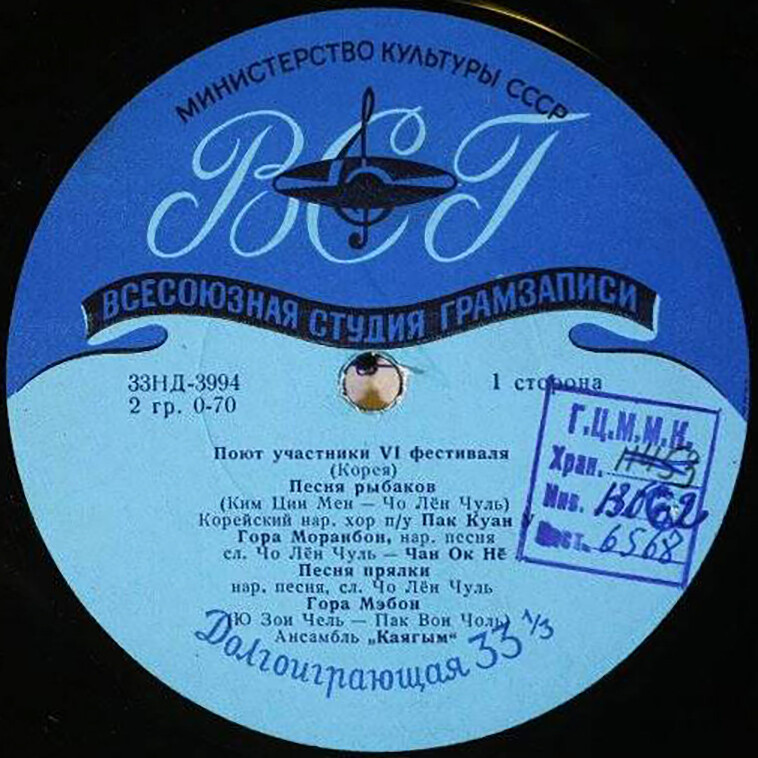 МИНИСТЕРСТВО КУЛЬТУРЫ СССР
ВСГ
ВСЕСОЮЗНАЯ СТУДИЯ ГРАМЗАПИСИ
33НД-3994
2 гр. 0-70
1 сторона
Поют участники VI фестиваля
(Корея)
Песня рыбаков
(Ким Цин Мен — Чо Лён Чуль)
Корейский нар. хор п/у Пак Куан У
Гора Моранбон, нар. песня
сл. Чо Лён Чуль — Чан Ок Нё
Песня прялки
нар. песня, сл. Чо Лён Чуль
Гора Мэбон
(Ю Зон Чель — Пак Вон Чоль)
Ансамбль „Каягым"
Долгоиграющая 33 1/3
Г.Ц.М.М.К.
Хран.
Инв.
6568